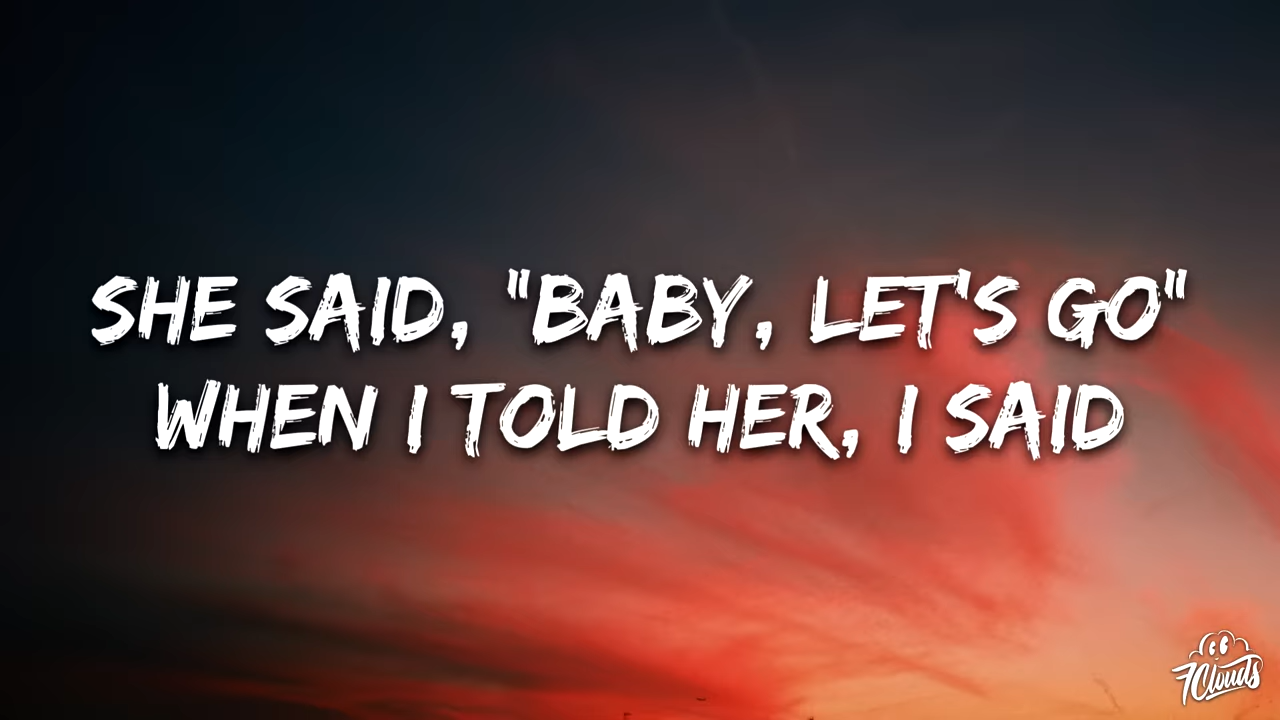 SHE SAID, "BABY, LET'S GO"
WHEN I TOLD HER, I SAID
7Clouds